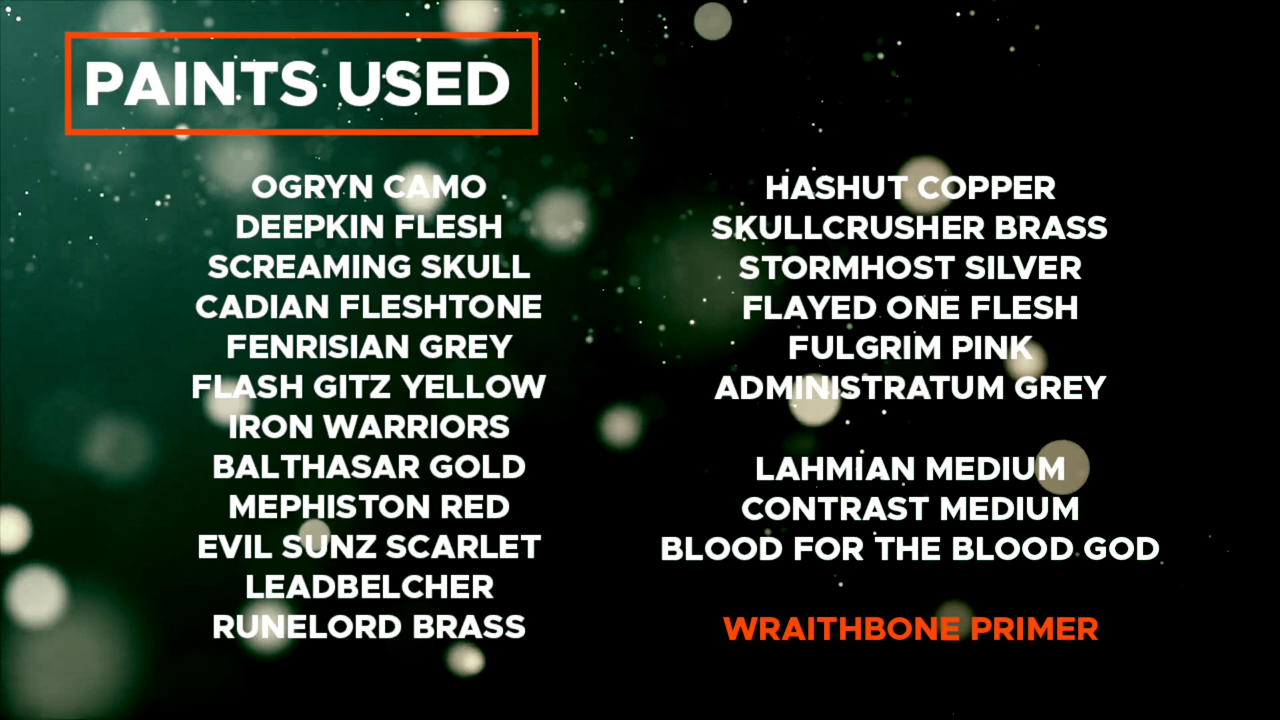 PAINTS USED
OGRYN CAMO
DEEPKIN FLESH
SCREAMING SKULL
CADIAN FLESHTONE
FENRISIAN GREY
FLASH GITZ YELLOW
IRON WARRIORS
BALTHASAR GOLD
MEPHISTON RED
EVIL SUNZ SCARLET
LEADBELCHER
RUNELORD BRASS
HASHUT COPPER
SKULLCRUSHER BRASS
STORMHOST SILVER
FLAYED ONE FLESH
FULGRIM PINK
ADMINISTRATUM GREY
LAHMIAN MEDIUM
CONTRAST MEDIUM
BLOOD FOR THE BLOOD GOD
WRAITHBONE PRIMER